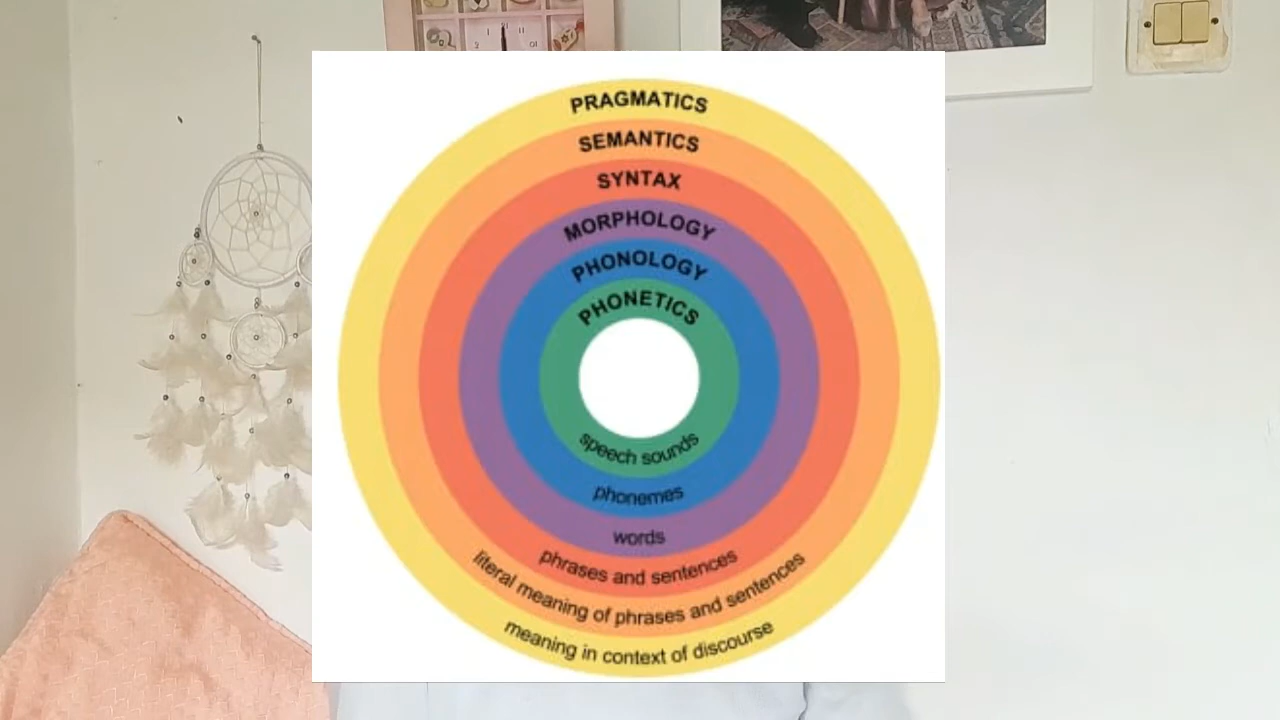 PRAGMATICS
SEMANTICS
SYNTAX
MORPHOLOGY
PHONOLOGY
PHONETICS
speech sounds
phonemes
words
phrases and sentences
literal meaning of phrases and sentences
meaning in context of discourse